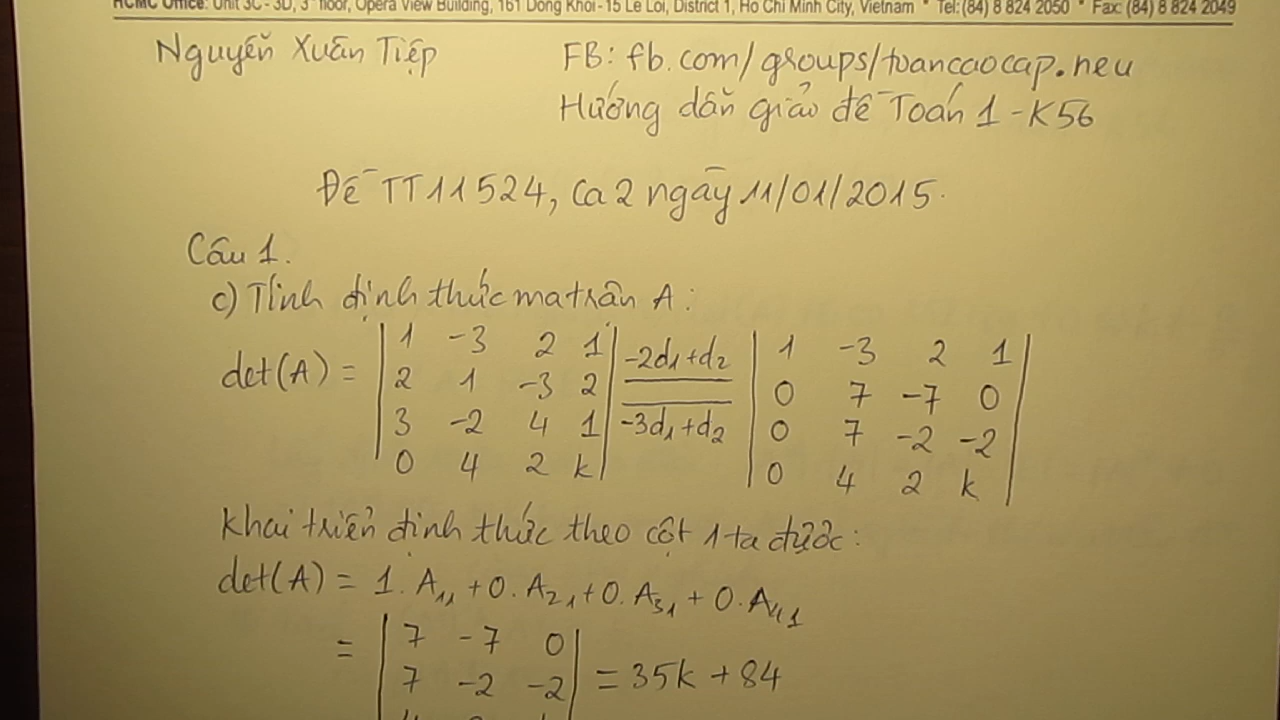 HCMC Office: Unit 3C - 3D, 3rd floor, Opera View Building, 161 Dong Khoi - 15 Le Loi, District 1, Ho Chi Minh City, Vietnam * Tel: (84) 8 824 2050 * Fax: (84) 8 824 2049
Nguyễn Xuân Tiệp FB: fb.com/groups/toancaocap.neu
Hướng dẫn giải đề Toán 1 - K56
Đề TT11524, Ca 2 ngày 11/01/2015.
Câu 1.
c) Tính định thức ma trận A:
det(A) = | 1 -3 2 1 | -2d1+d2 | 1 -3 2 1 |
| 2 1 -3 2 | = | 0 7 -7 0 |
| 3 -2 4 1 | -3d1+d2 | 0 7 -2 -2 |
| 0 4 2 k | | 0 4 2 k |
Khai triển định thức theo cột 1 ta được:
det(A) = 1. A11 + 0. A21 + 0. A31 + 0. A41
= | 7 -7 0 |
| 7 -2 -2 | = 35k + 84